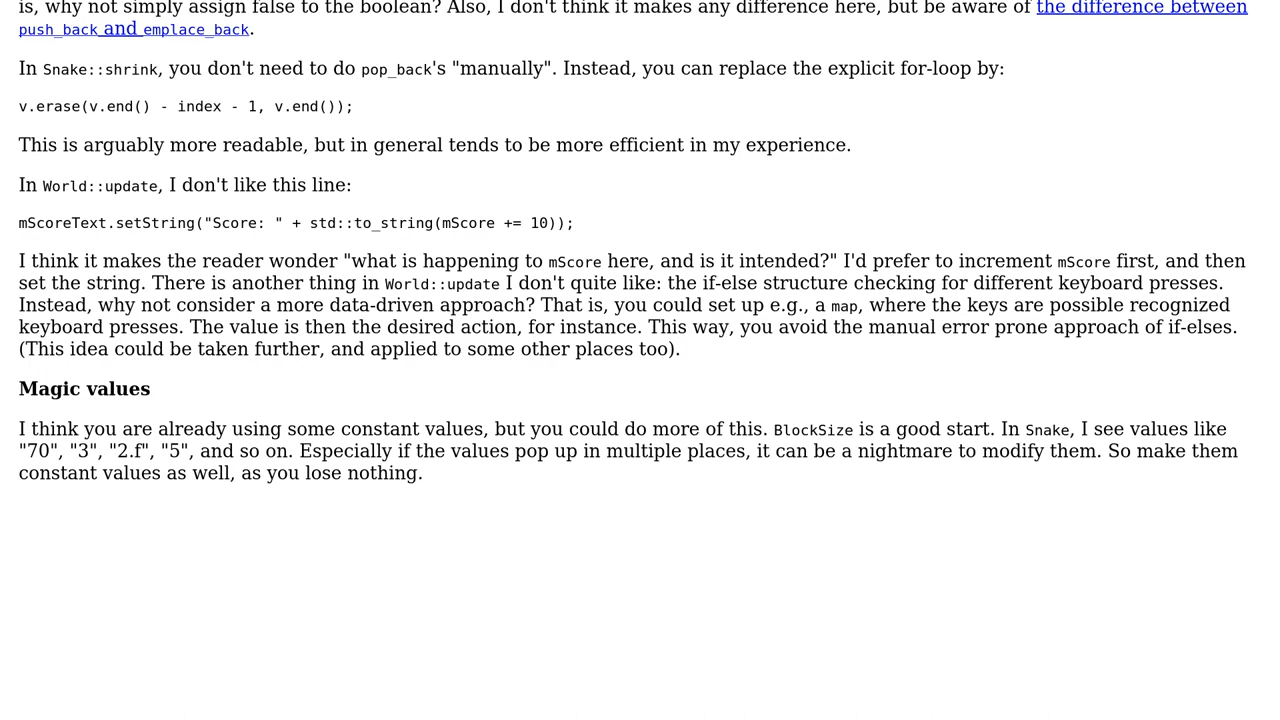 is, why not simply assign false to the boolean? Also, I don't think it makes any difference here, but be aware of the difference between
push_back and emplace_back.
In Snake::shrink, you don't need to do pop_back's "manually". Instead, you can replace the explicit for-loop by:
v.erase(v.end() - index - 1, v.end());
This is arguably more readable, but in general tends to be more efficient in my experience.
In World::update, I don't like this line:
mScoreText.setString("Score: " + std::to_string(mScore += 10));
I think it makes the reader wonder "what is happening to mScore here, and is it intended?" I'd prefer to increment mScore first, and then
set the string. There is another thing in World::update I don't quite like: the if-else structure checking for different keyboard presses.
Instead, why not consider a more data-driven approach? That is, you could set up e.g., a map, where the keys are possible recognized
keyboard presses. The value is then the desired action, for instance. This way, you avoid the manual error prone approach of if-elses.
(This idea could be taken further, and applied to some other places too).
Magic values
I think you are already using some constant values, but you could do more of this. BlockSize is a good start. In Snake, I see values like
"70", "3", "2.f", "5", and so on. Especially if the values pop up in multiple places, it can be a nightmare to modify them. So make them
constant values as well, as you lose nothing.